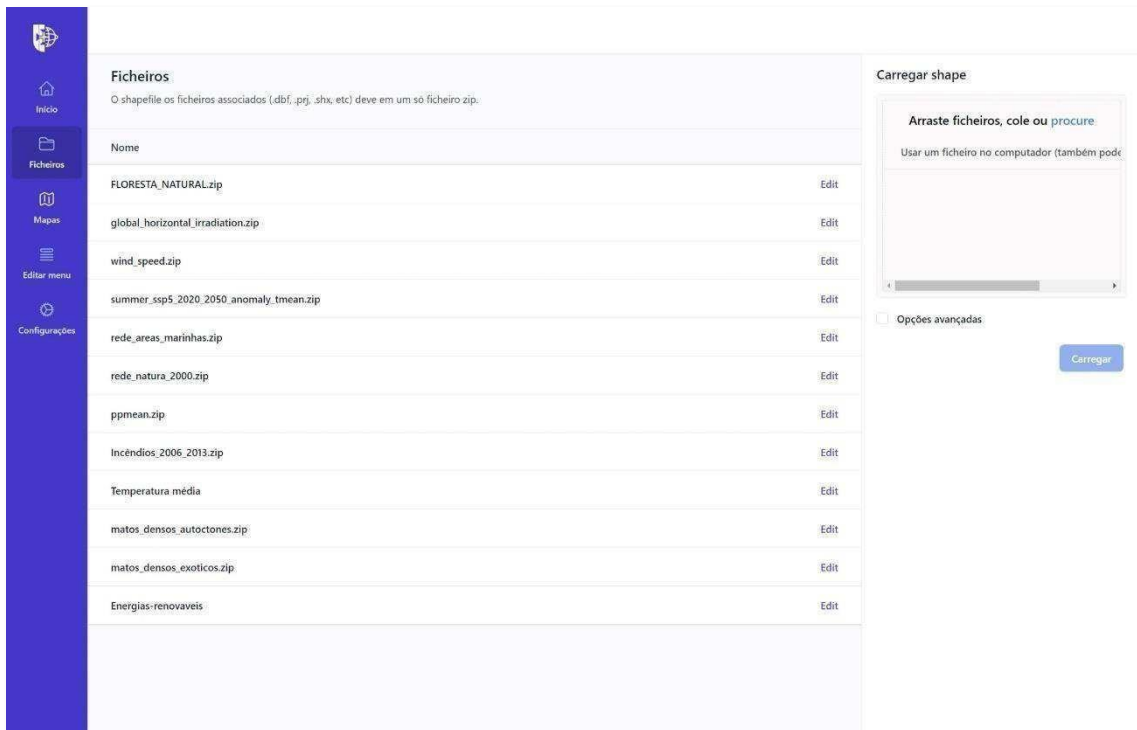 Início
Ficheiros
Mapas
Editar menu
Configurações
Ficheiros
O shapefile os ficheiros associados (.dbf, .prj, .shx, etc) deve em um só ficheiro zip.
Nome
FLORESTA_NATURAL.zip Edit
global_horizontal_irradiation.zip Edit
wind_speed.zip Edit
summer_ssp5_2020_2050_anomaly_tmean.zip Edit
rede_areas_marinhas.zip Edit
rede_natura_2000.zip Edit
ppmean.zip Edit
Incêndios_2006_2013.zip Edit
Temperatura média Edit
matos_densos_autoctones.zip Edit
matos_densos_exoticos.zip Edit
Energias-renovaveis Edit
Carregar shape
Arraste ficheiros, cole ou procure
Usar um ficheiro no computador (também pode
Opções avançadas
Carregar